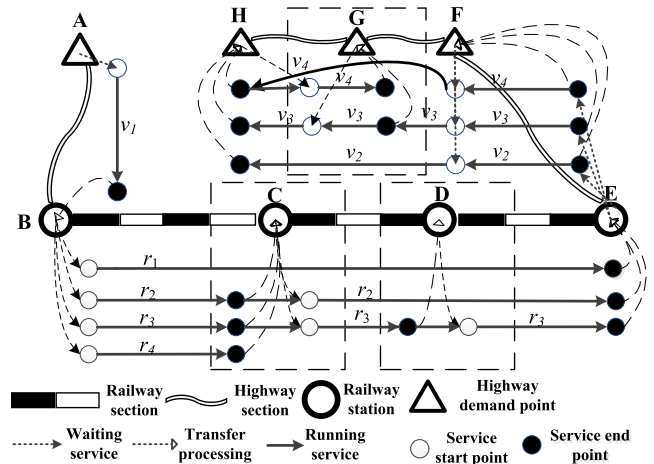 A
H
G
F
v4
v4
v4
v1
v3
v3
v3
v3
v2
v2
B
C
D
E
r1
r2
r2
r3
r3
r3
r4
Railway section
Highway section
Railway station
Highway demand point
Waiting service
Transfer processing
Running service
Service start point
Service end point